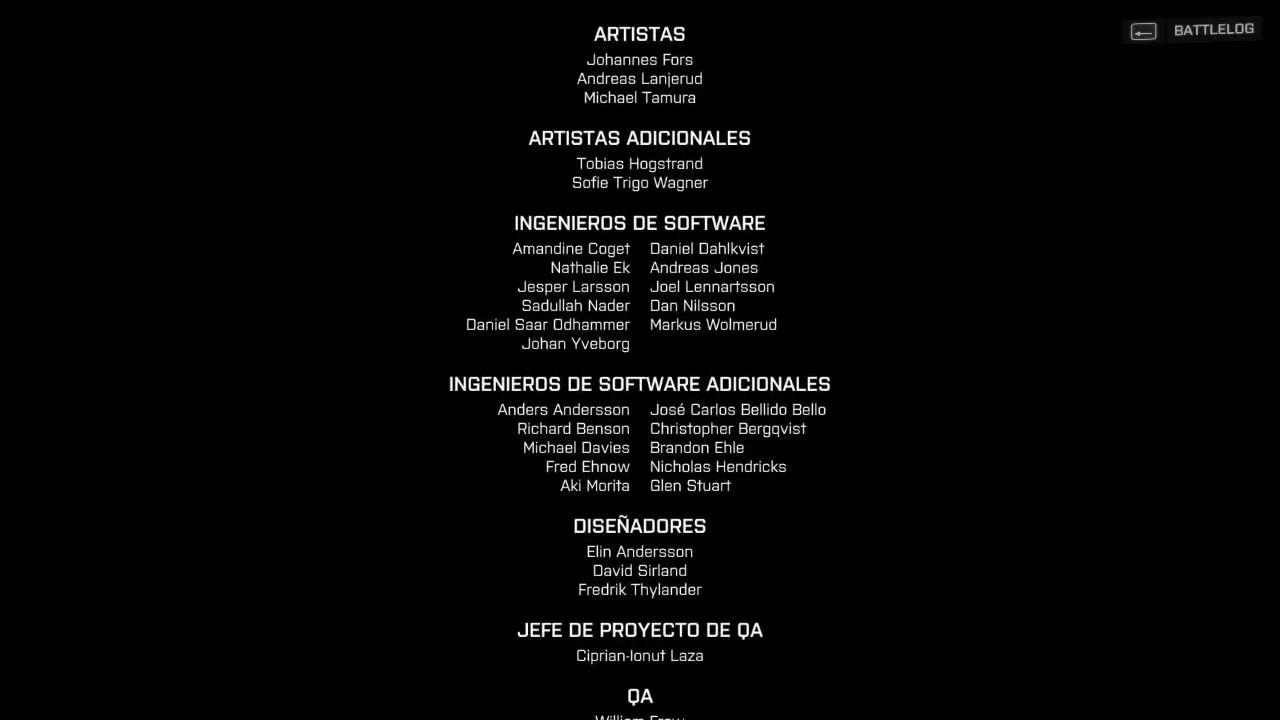 BATTLELOG
ARTISTAS
Johannes Fors
Andreas Lanjerud
Michael Tamura
ARTISTAS ADICIONALES
Tobias Hogstrand
Sofie Trigo Wagner
INGENIEROS DE SOFTWARE
Amandine Coget Daniel Dahlkvist
Nathalie Ek Andreas Jones
Jesper Larsson Joel Lennartsson
Sadullah Nader Dan Nilsson
Daniel Saar Odhammer Markus Wolmerud
Johan Yveborg
INGENIEROS DE SOFTWARE ADICIONALES
Anders Andersson José Carlos Bellido Bello
Richard Benson Christopher Bergqvist
Michael Davies Brandon Ehle
Fred Ehnow Nicholas Hendricks
Aki Morita Glen Stuart
DISEÑADORES
Elin Andersson
David Sirland
Fredrik Thylander
JEFE DE PROYECTO DE QA
Ciprian-Ionut Laza
QA
William